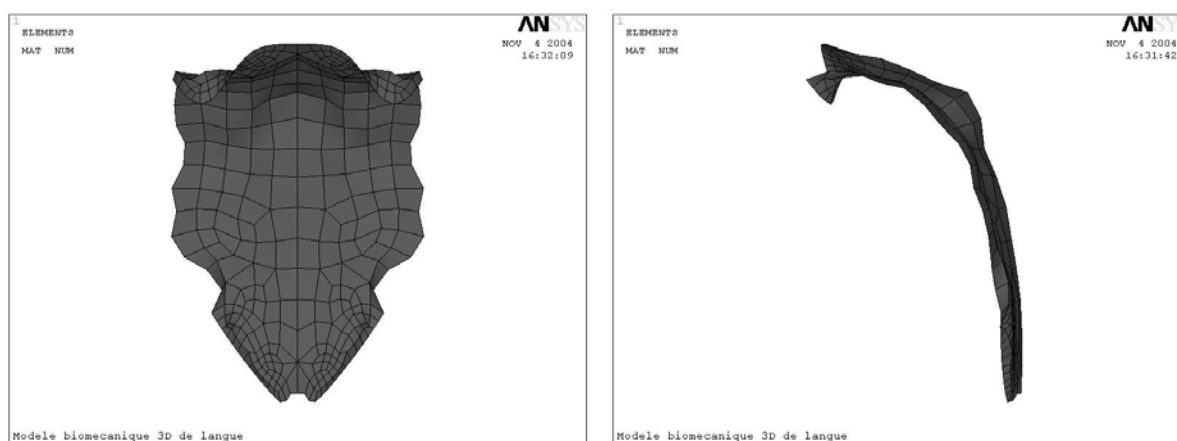 1
ANSYS
ELEMENTS
MAT NUM
NOV 4 2004
16:32:09
Modele biomecanique 3D de langue
1
ANSYS
ELEMENTS
MAT NUM
NOV 4 2004
16:31:42
Modele biomecanique 3D de langue